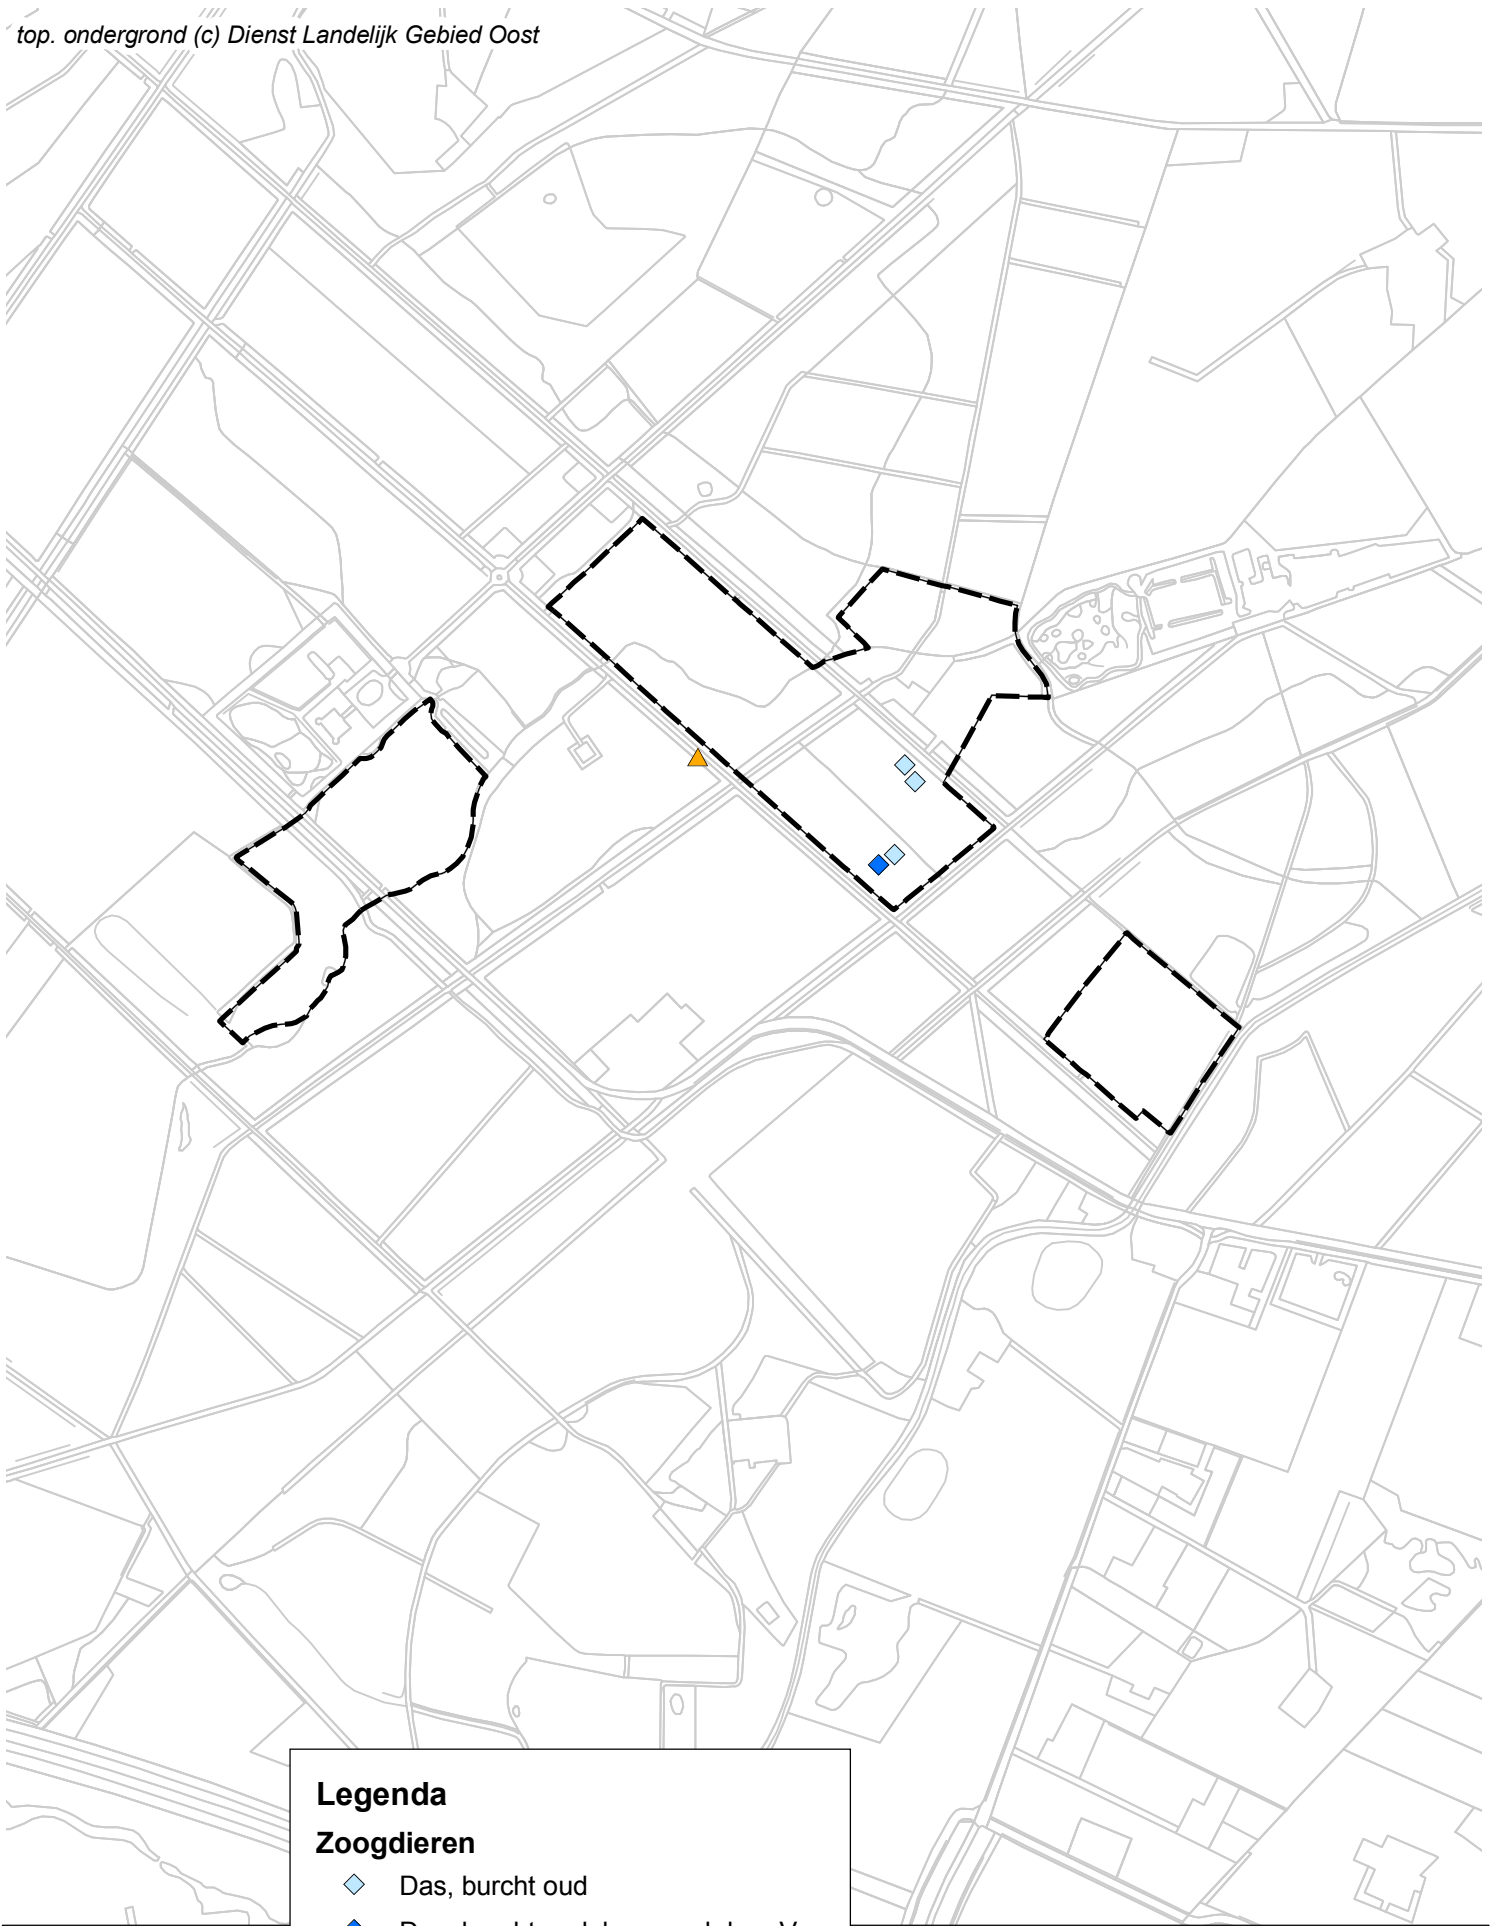 top. ondergrond (c) Dienst Landelijk Gebied Oost
Legenda
Zoogdieren
Das, burcht oud